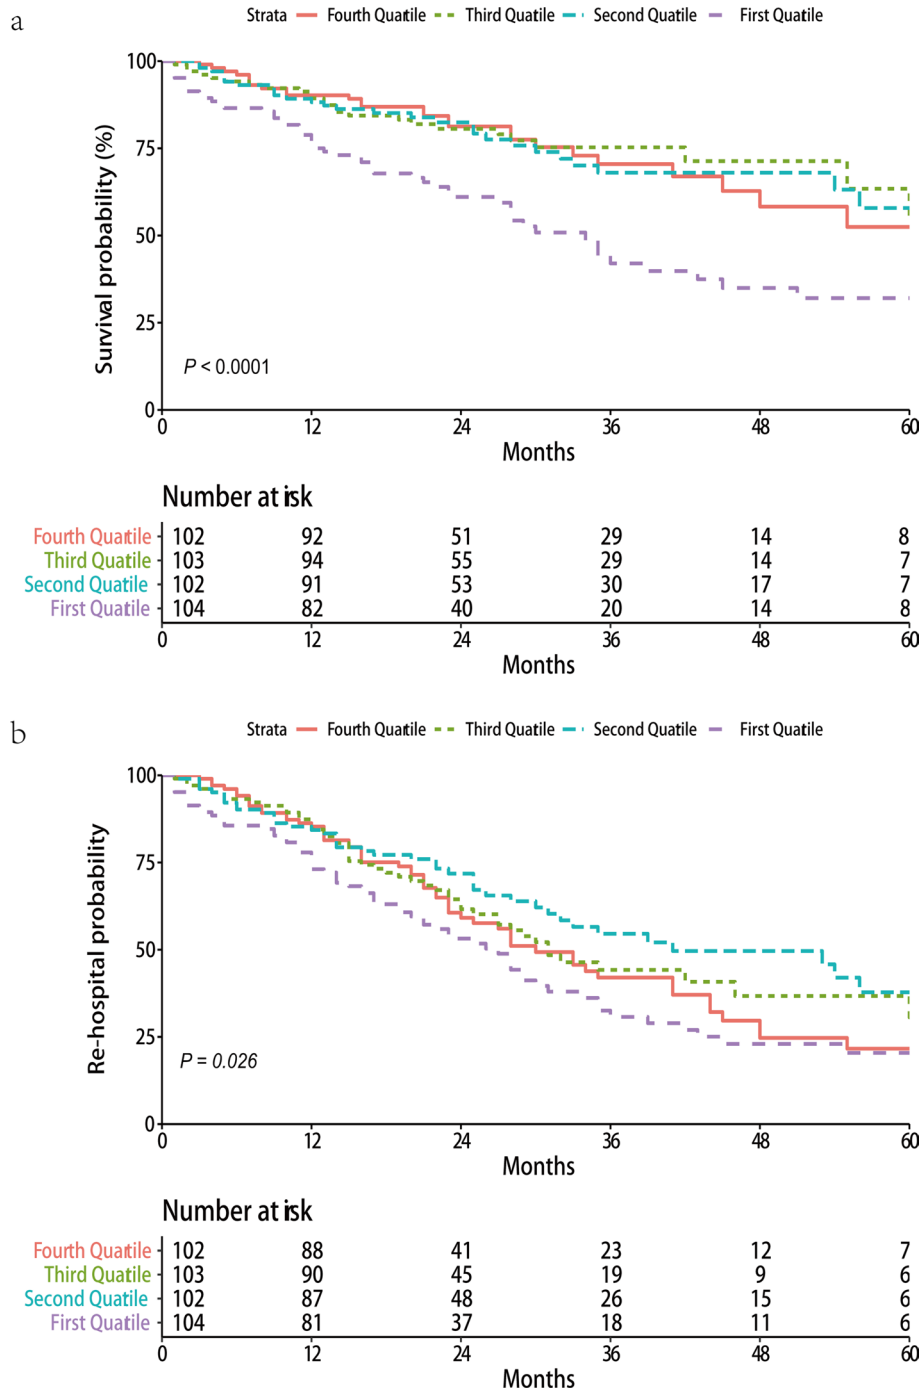 a
Strata Fourth Quatile Third Quatile Second Quatile First Quatile
100
75
50
25
0
Survival probability (%)
P < 0.0001
0 12 24 36 48 60
Months
Number at risk
Fourth Quatile 102 92 51 29 14 8
Third Quatile 103 94 55 29 14 7
Second Quatile 102 91 53 30 17 7
First Quatile 104 82 40 20 14 8
0 12 24 36 48 60
Months
b
Strata Fourth Quatile Third Quatile Second Quatile First Quatile
100
75
50
25
0
Re-hospital probability
P = 0.026
0 12 24 36 48 60
Months
Number at risk
Fourth Quatile 102 88 41 23 12 7
Third Quatile 103 90 45 19 9 6
Second Quatile 102 87 48 26 15 6
First Quatile 104 81 37 18 11 6
0 12 24 36 48 60
Months